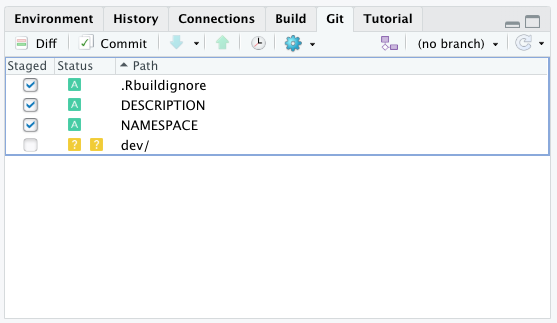 Environment History Connections Build Git Tutorial
Diff Commit (no branch)
Staged Status Path
A .Rbuildignore
A DESCRIPTION
A NAMESPACE
? ? dev/